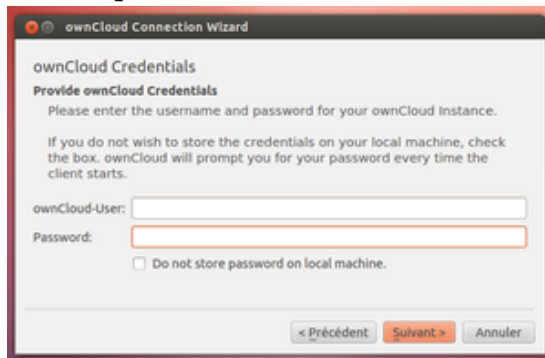 ownCloud Connection Wizard
ownCloud Credentials
Provide ownCloud Credentials
Please enter the username and password for your ownCloud Instance.
If you do not wish to store the credentials on your local machine, check
the box. ownCloud will prompt you for your password every time the
client starts.
ownCloud-User:
Password:
Do not store password on local machine.
< Précédent Suivant > Annuler